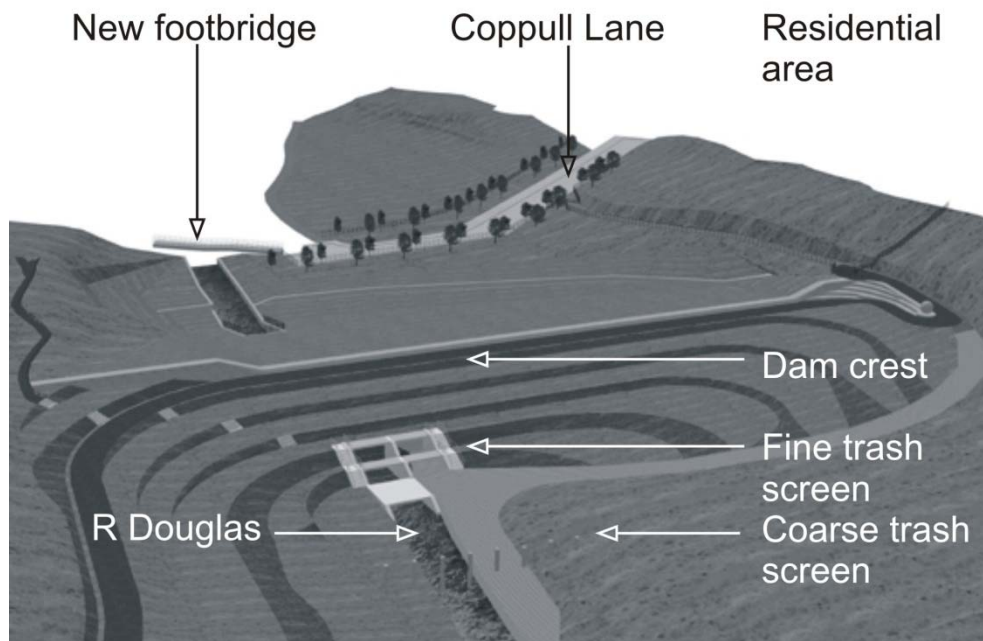 New footbridge
Coppull Lane
Residential
area
Dam crest
Fine trash
screen
R Douglas
Coarse trash
screen